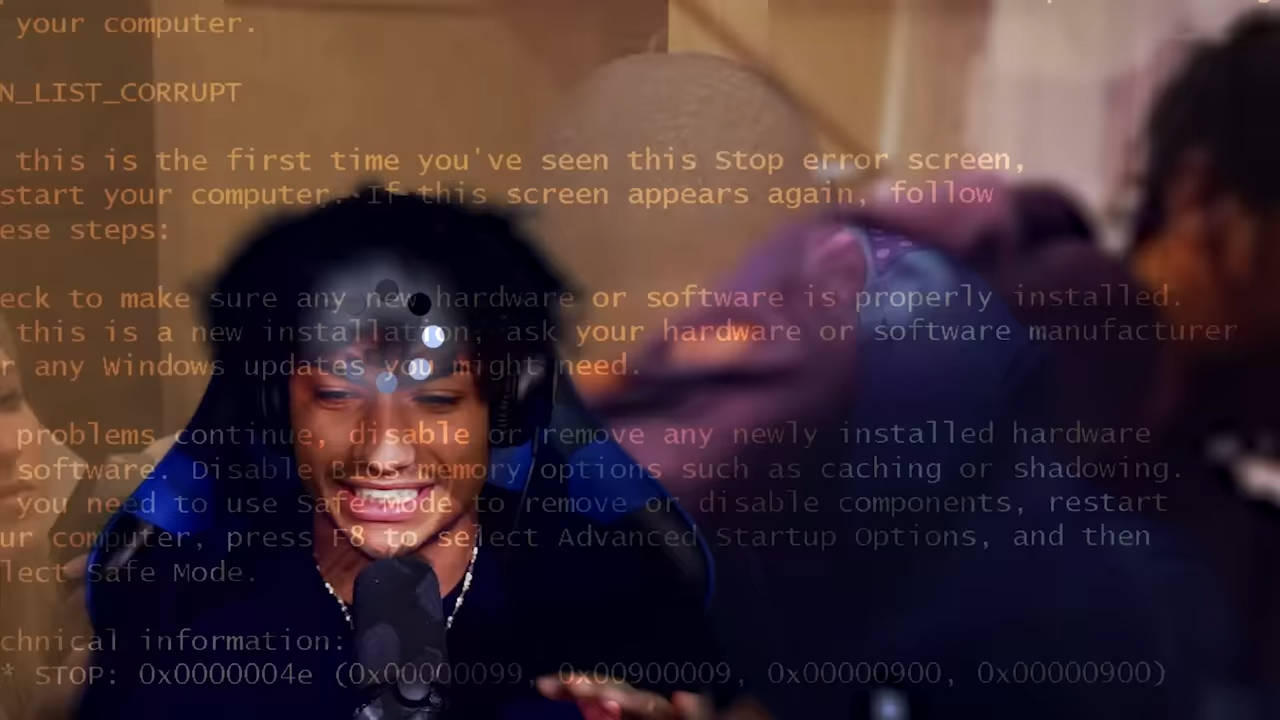 your computer.
N_LIST_CORRUPT
this is the first time you've seen this Stop error screen,
start your computer. If this screen appears again, follow
ese steps:
eck to make sure any new hardware or software is properly installed.
this is a new installation, ask your hardware or software manufacturer
r any Windows updates you might need.
problems continue, disable or remove any newly installed hardware
software. Disable BIOS memory options such as caching or shadowing.
you need to use Safe Mode to remove or disable components, restart
ur computer, press F8 to select Advanced Startup Options, and then
lect Safe Mode.
chnical information:
* STOP: 0x0000004e (0x00000099, 0x00900009, 0x00000900, 0x00000900)